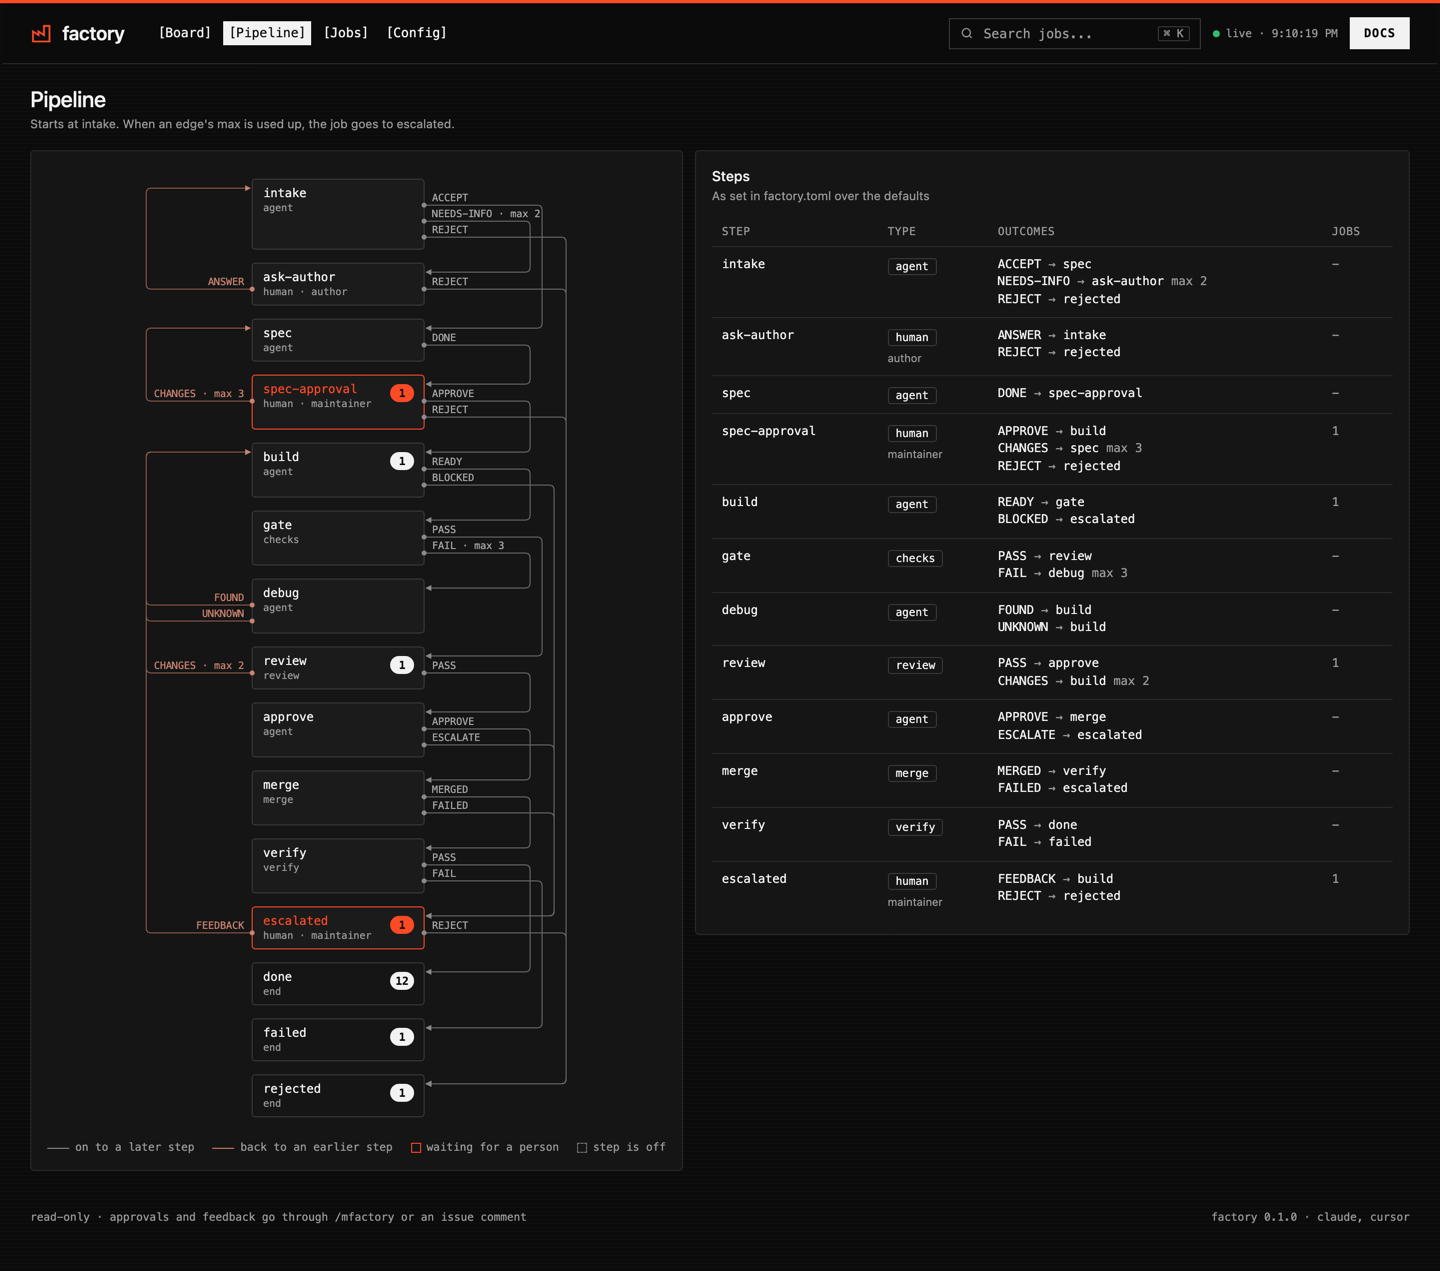 factory
[Board] [Pipeline] [Jobs] [Config]
Search jobs... ⌘ K
live · 9:10:19 PM
DOCS
Pipeline
Starts at intake. When an edge's max is used up, the job goes to escalated.
intake
agent
ACCEPT
NEEDS-INFO · max 2
REJECT
ask-author
human · author
ANSWER
REJECT
spec
agent
DONE
spec-approval 1
human · maintainer
CHANGES · max 3
APPROVE
REJECT
build 1
agent
READY
BLOCKED
gate
checks
PASS
FAIL · max 3
debug
agent
FOUND
UNKNOWN
review 1
review
CHANGES · max 2
PASS
approve
agent
APPROVE
ESCALATE
merge
merge
MERGED
FAILED
verify
verify
PASS
FAIL
escalated 1
human · maintainer
FEEDBACK
REJECT
done 12
end
failed 1
end
rejected 1
end
on to a later step back to an earlier step waiting for a person step is off
Steps
As set in factory.toml over the defaults
STEP TYPE OUTCOMES JOBS
intake agent ACCEPT → spec –
NEEDS-INFO → ask-author max 2
REJECT → rejected
ask-author human ANSWER → intake –
author REJECT → rejected
spec agent DONE → spec-approval –
spec-approval human APPROVE → build 1
maintainer CHANGES → spec max 3
REJECT → rejected
build agent READY → gate 1
BLOCKED → escalated
gate checks PASS → review –
FAIL → debug max 3
debug agent FOUND → build –
UNKNOWN → build
review review PASS → approve 1
CHANGES → build max 2
approve agent APPROVE → merge –
ESCALATE → escalated
merge merge MERGED → verify –
FAILED → escalated
verify verify PASS → done –
FAIL → failed
escalated human FEEDBACK → build 1
maintainer REJECT → rejected
read-only · approvals and feedback go through /mfactory or an issue comment
factory 0.1.0 · claude, cursor